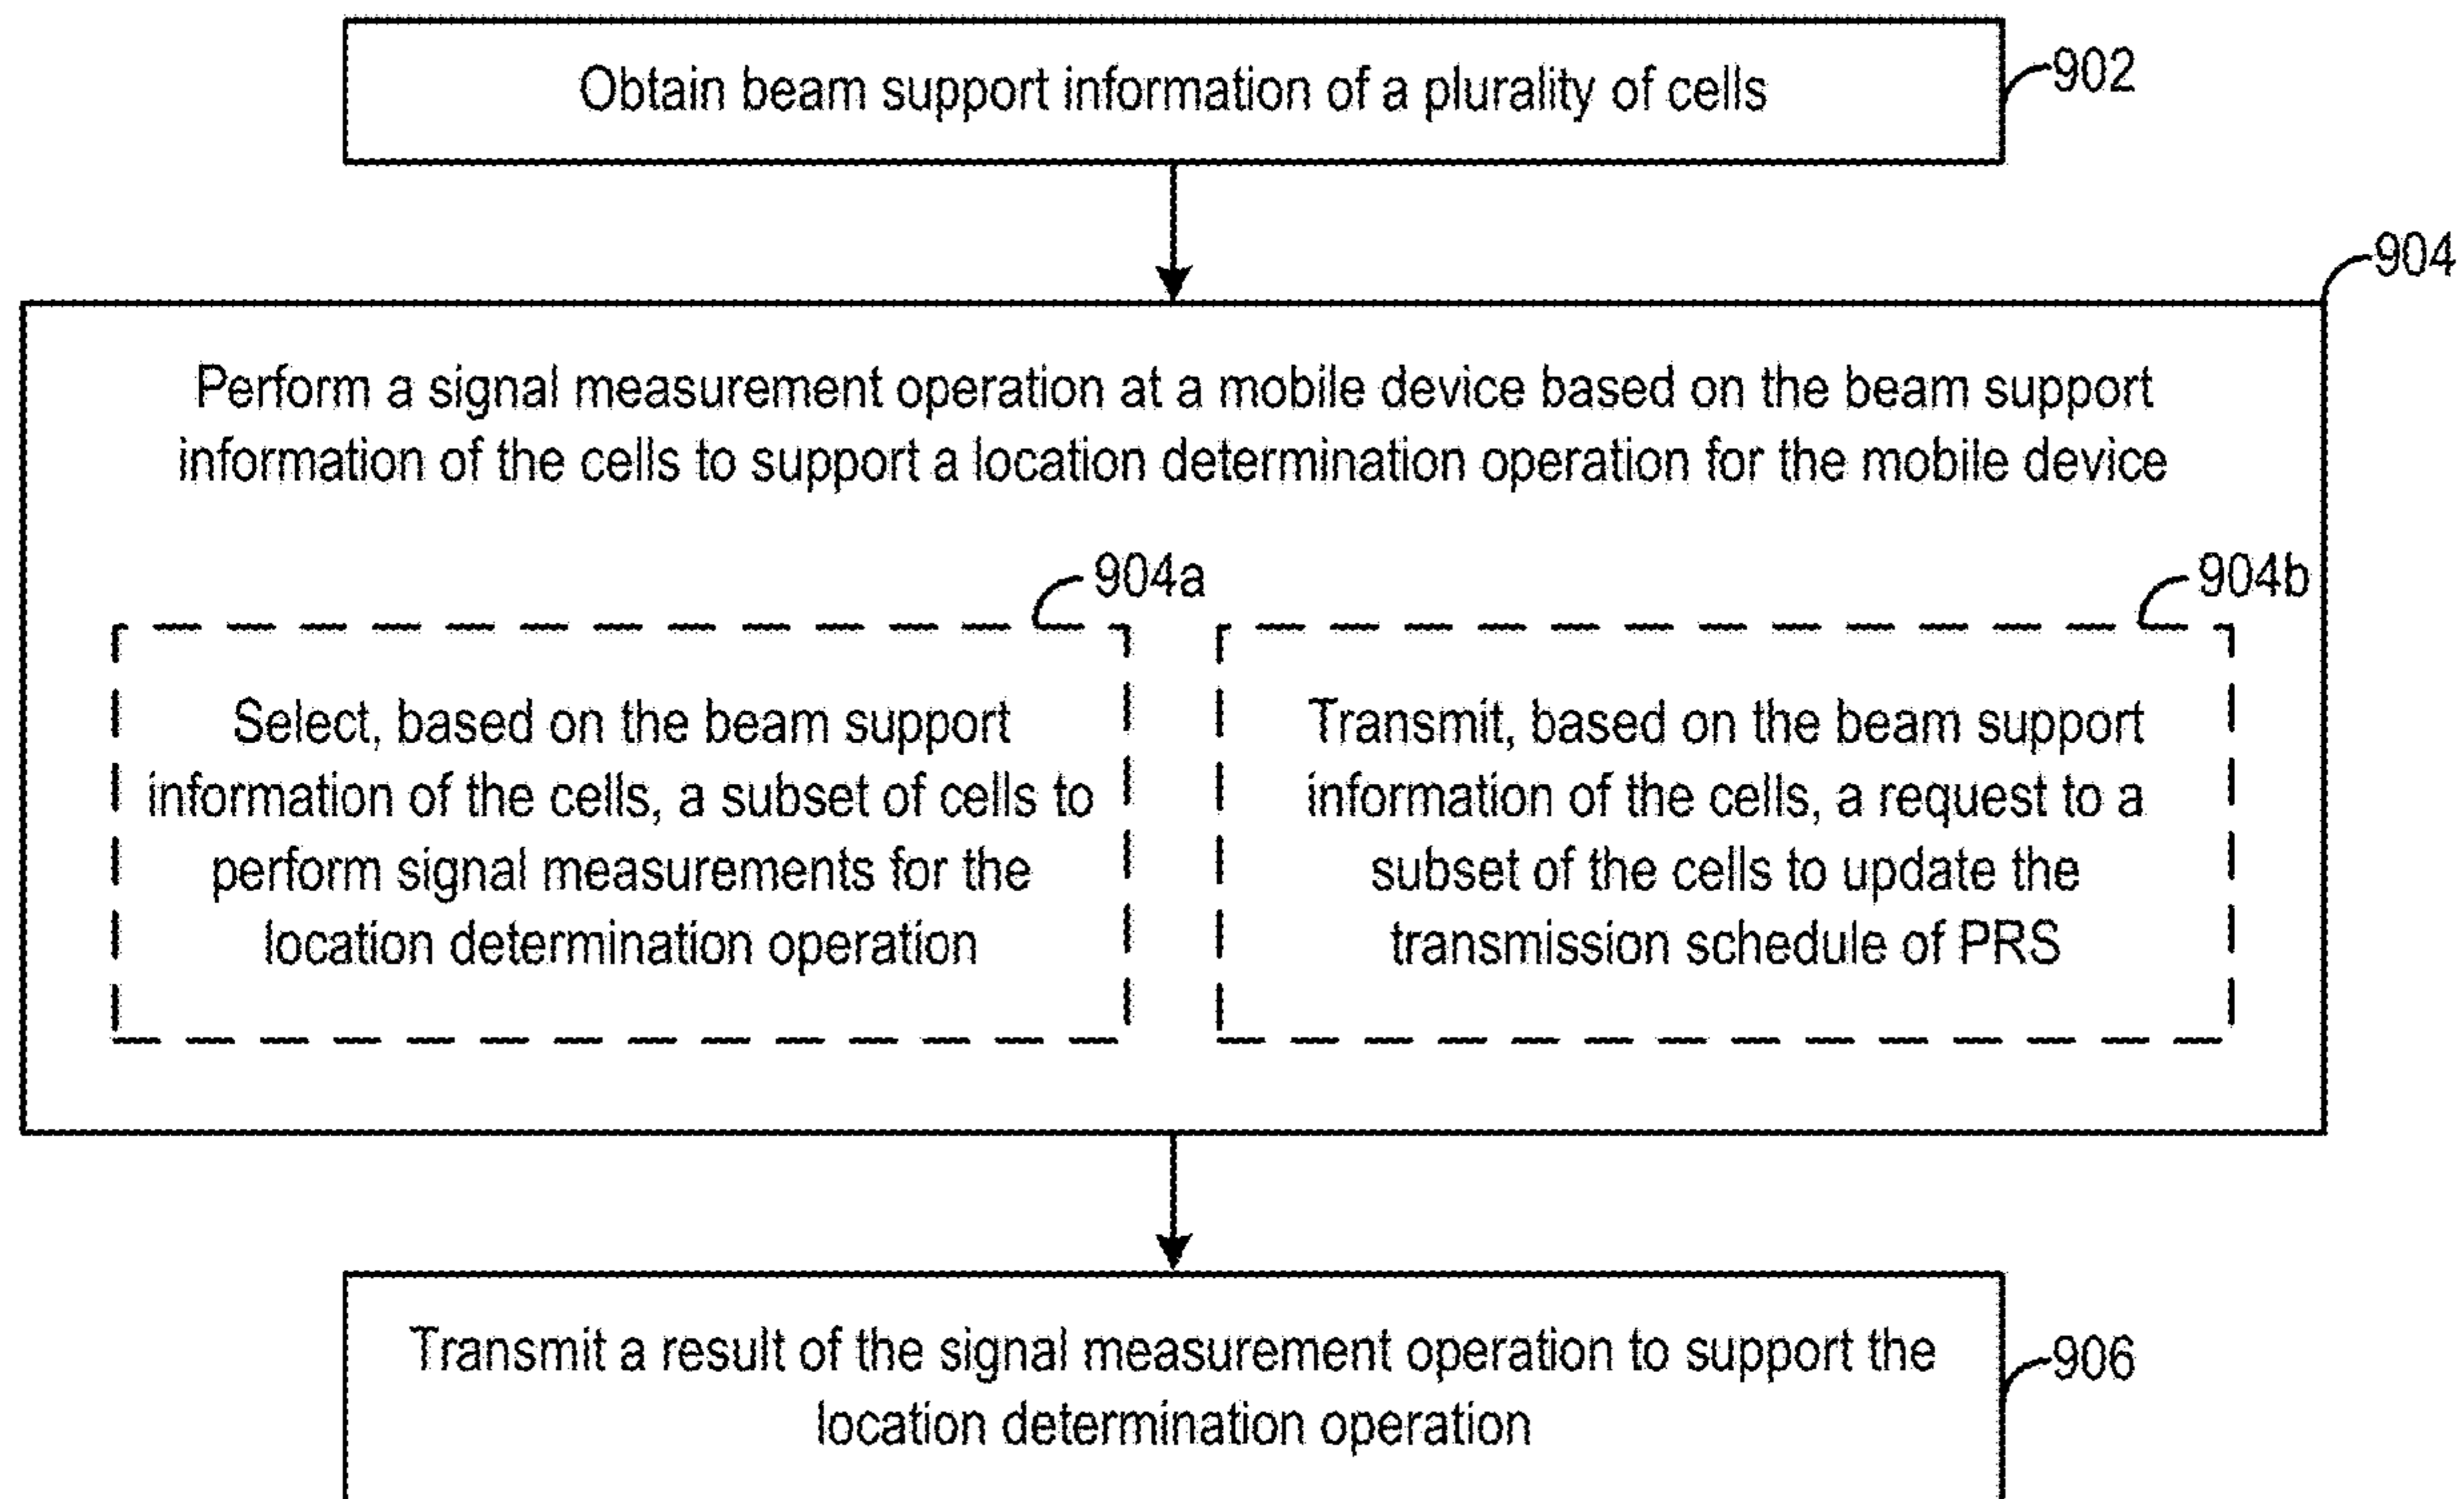 Obtain beam support information of a plurality of cells
902
904
Perform a signal measurement operation at a mobile device based on the beam support
information of the cells to support a location determination operation for the mobile device
904a
Select, based on the beam support
information of the cells, a subset of cells to
perform signal measurements for the
location determination operation
904b
Transmit, based on the beam support
information of the cells, a request to a
subset of the cells to update the
transmission schedule of PRS
Transmit a result of the signal measurement operation to support the
location determination operation
906